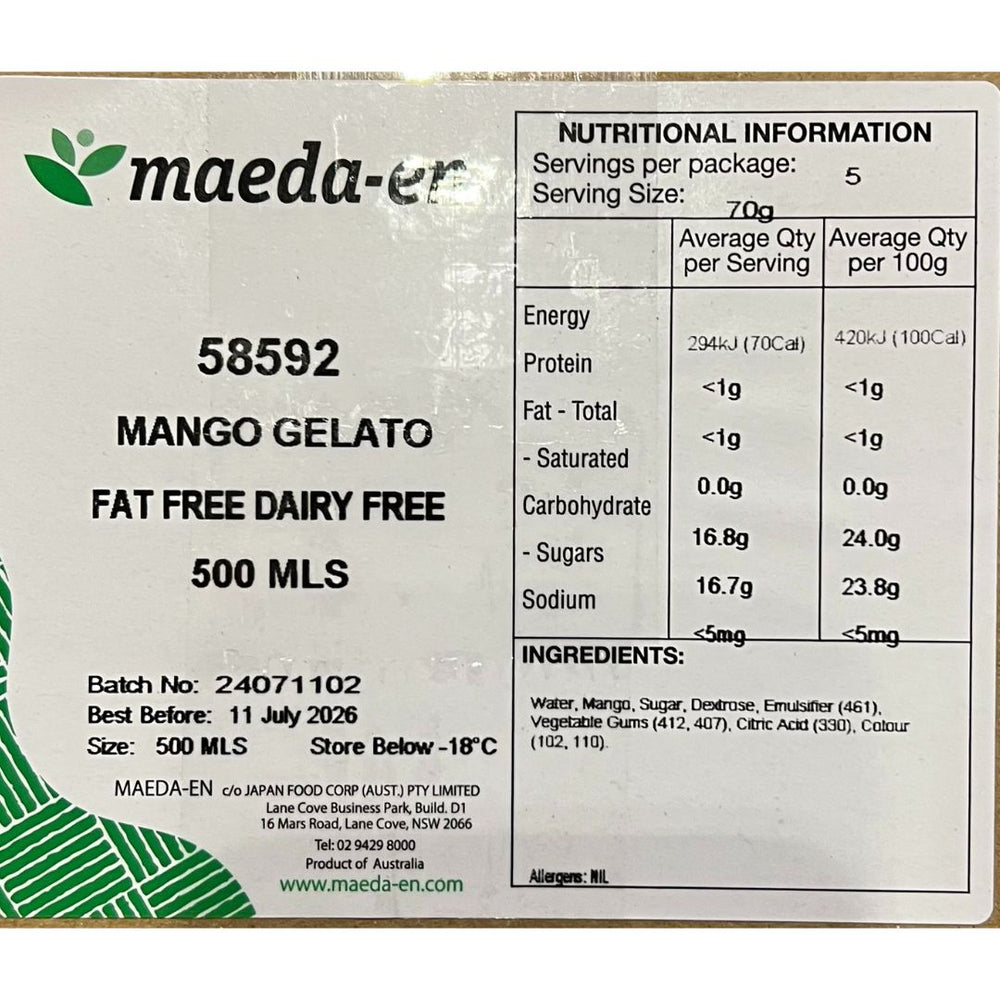 maeda-en
58592
MANGO GELATO
FAT FREE DAIRY FREE
500 MLS
Batch No: 24071102
Best Before: 11 July 2026
Size: 500 MLS Store Below -18°C
MAEDA-EN c/o JAPAN FOOD CORP (AUST.) PTY LIMITED
Lane Cove Business Park, Build. D1
16 Mars Road, Lane Cove, NSW 2066
Tel: 02 9429 8000
Product of Australia
www.maeda-en.com
NUTRITIONAL INFORMATION
Servings per package: 5
Serving Size: 70g
Average Qty per Serving Average Qty per 100g
Energy 294kJ (70Cal) 420kJ (100Cal)
Protein <1g <1g
Fat - Total <1g <1g
- Saturated 0.0g 0.0g
Carbohydrate 16.8g 24.0g
- Sugars 16.7g 23.8g
Sodium <5mg <5mg
INGREDIENTS:
Water, Mango, Sugar, Dextrose, Emulsifier (461),
Vegetable Gums (412, 407), Citric Acid (330), Colour
(102, 110).
Allergens: NIL